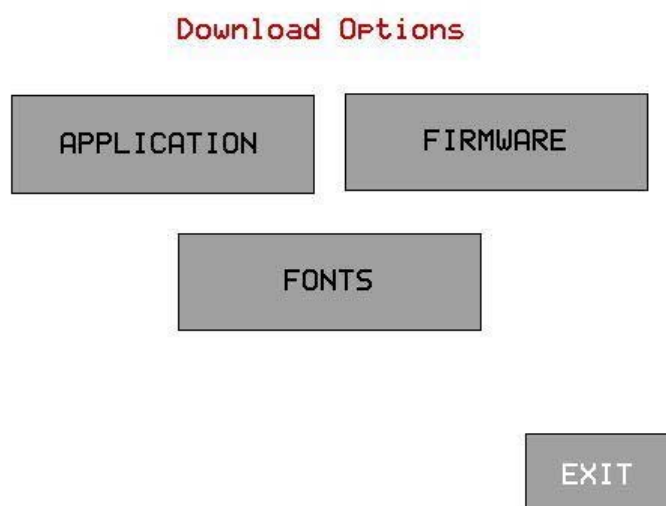 Download Options
APPLICATION
FIRMWARE
FONTS
EXIT